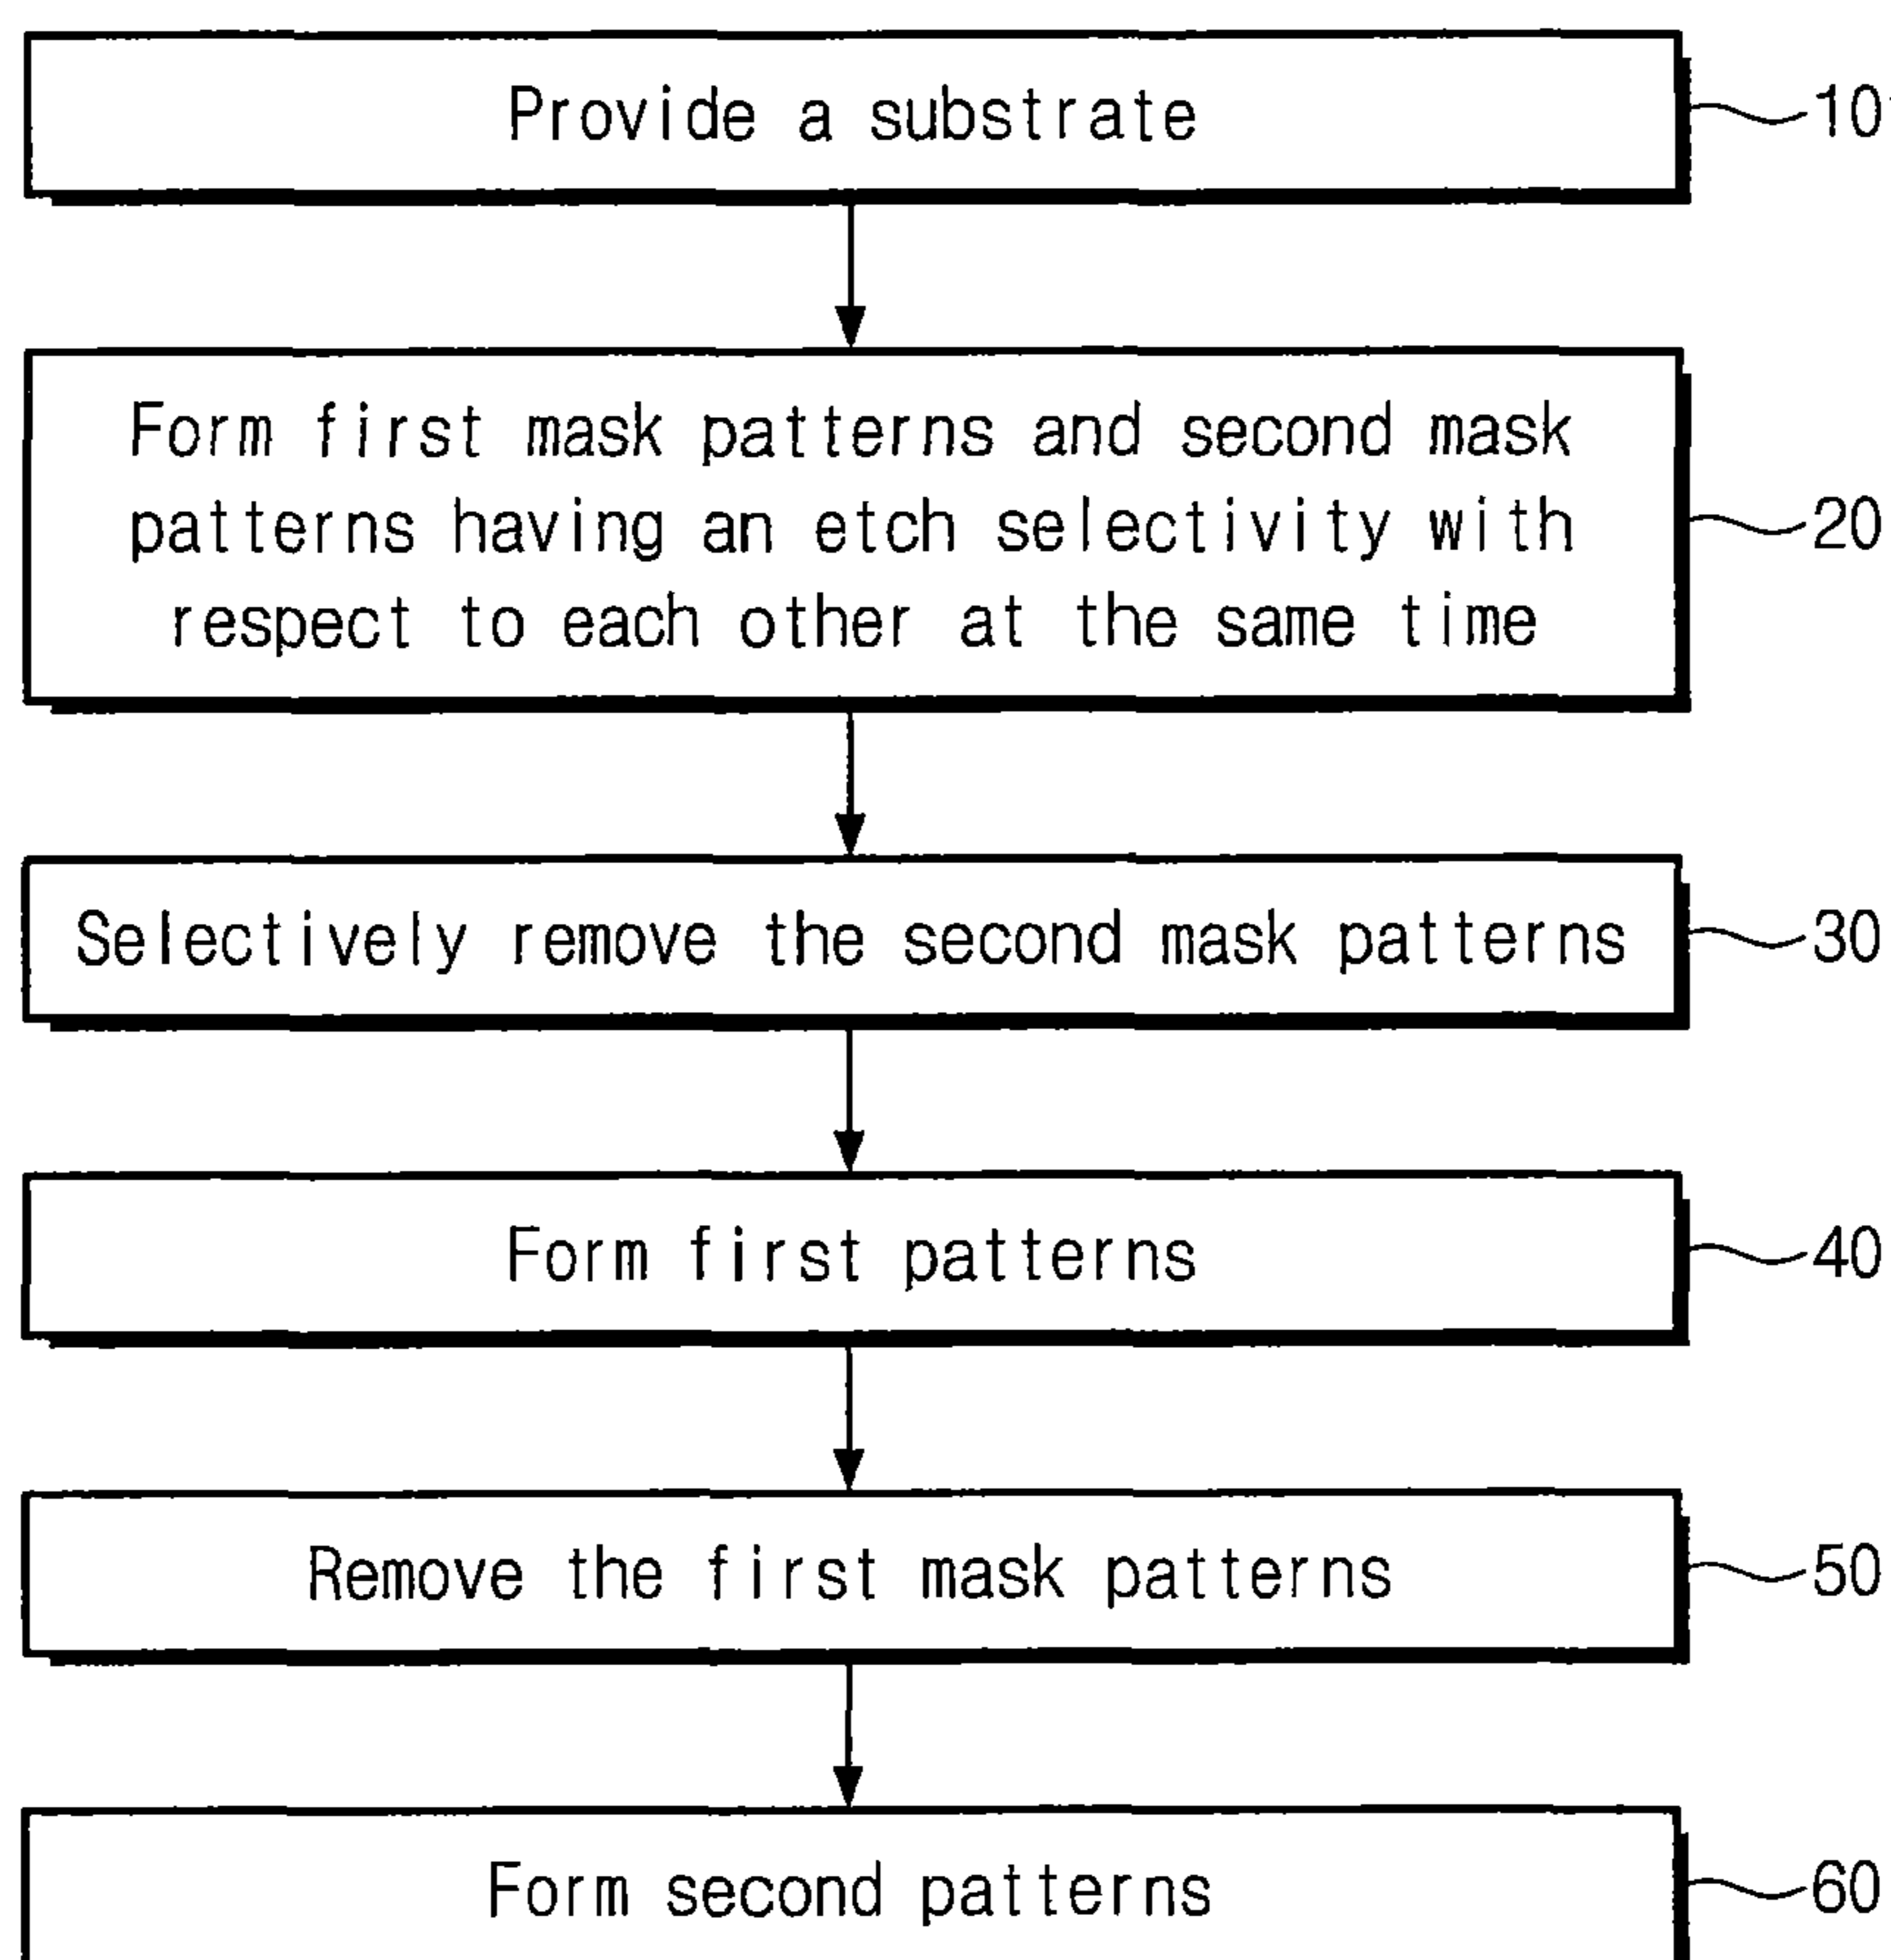 Provide a substrate
10
Form first mask patterns and second mask
patterns having an etch selectivity with
respect to each other at the same time
20
Selectively remove the second mask patterns
30
Form first patterns
40
Remove the first mask patterns
50
Form second patterns
60